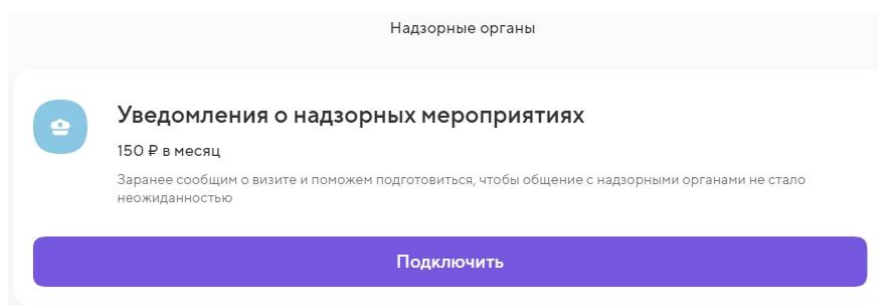 Надзорные органы
Уведомления о надзорных мероприятиях
150 ₽ в месяц
Заранее сообщим о визите и поможем подготовиться, чтобы общение с надзорными органами не стало
неожиданностью
Подключить